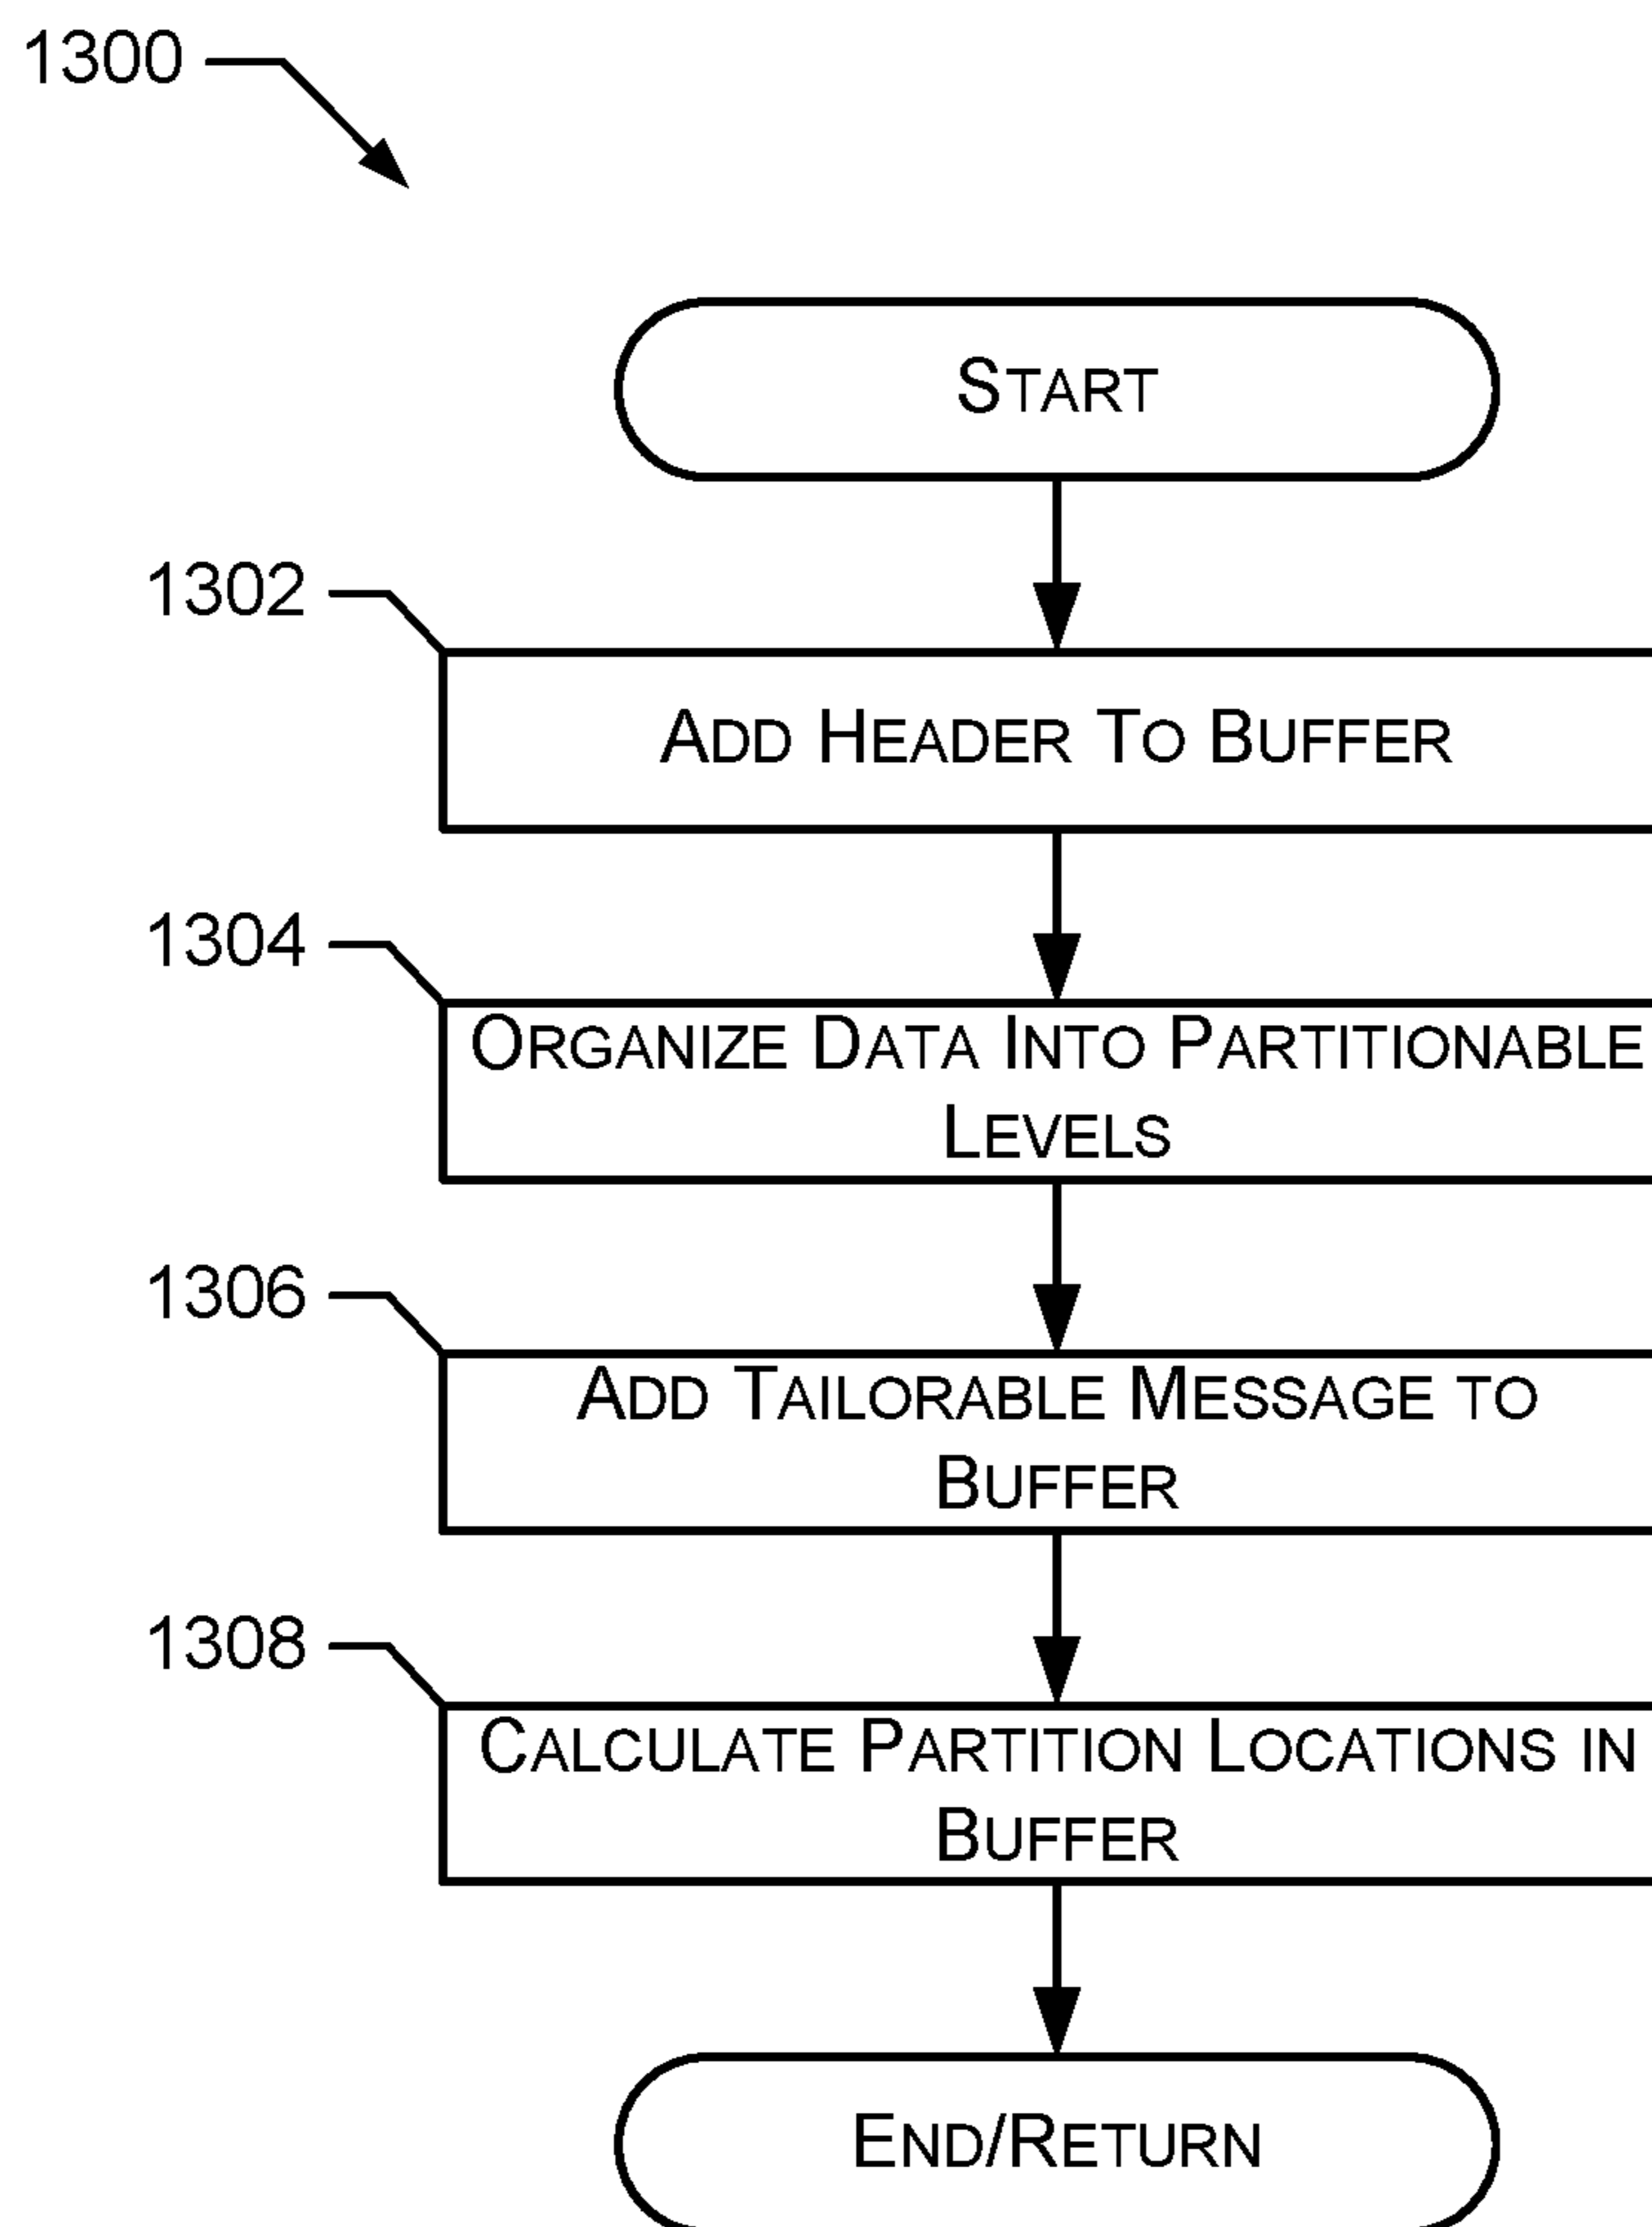 1300
START
1302
ADD HEADER TO BUFFER
1304
ORGANIZE DATA INTO PARTITIONABLE
LEVELS
1306
ADD TAILORABLE MESSAGE TO
BUFFER
1308
CALCULATE PARTITION LOCATIONS IN
BUFFER
END/RETURN